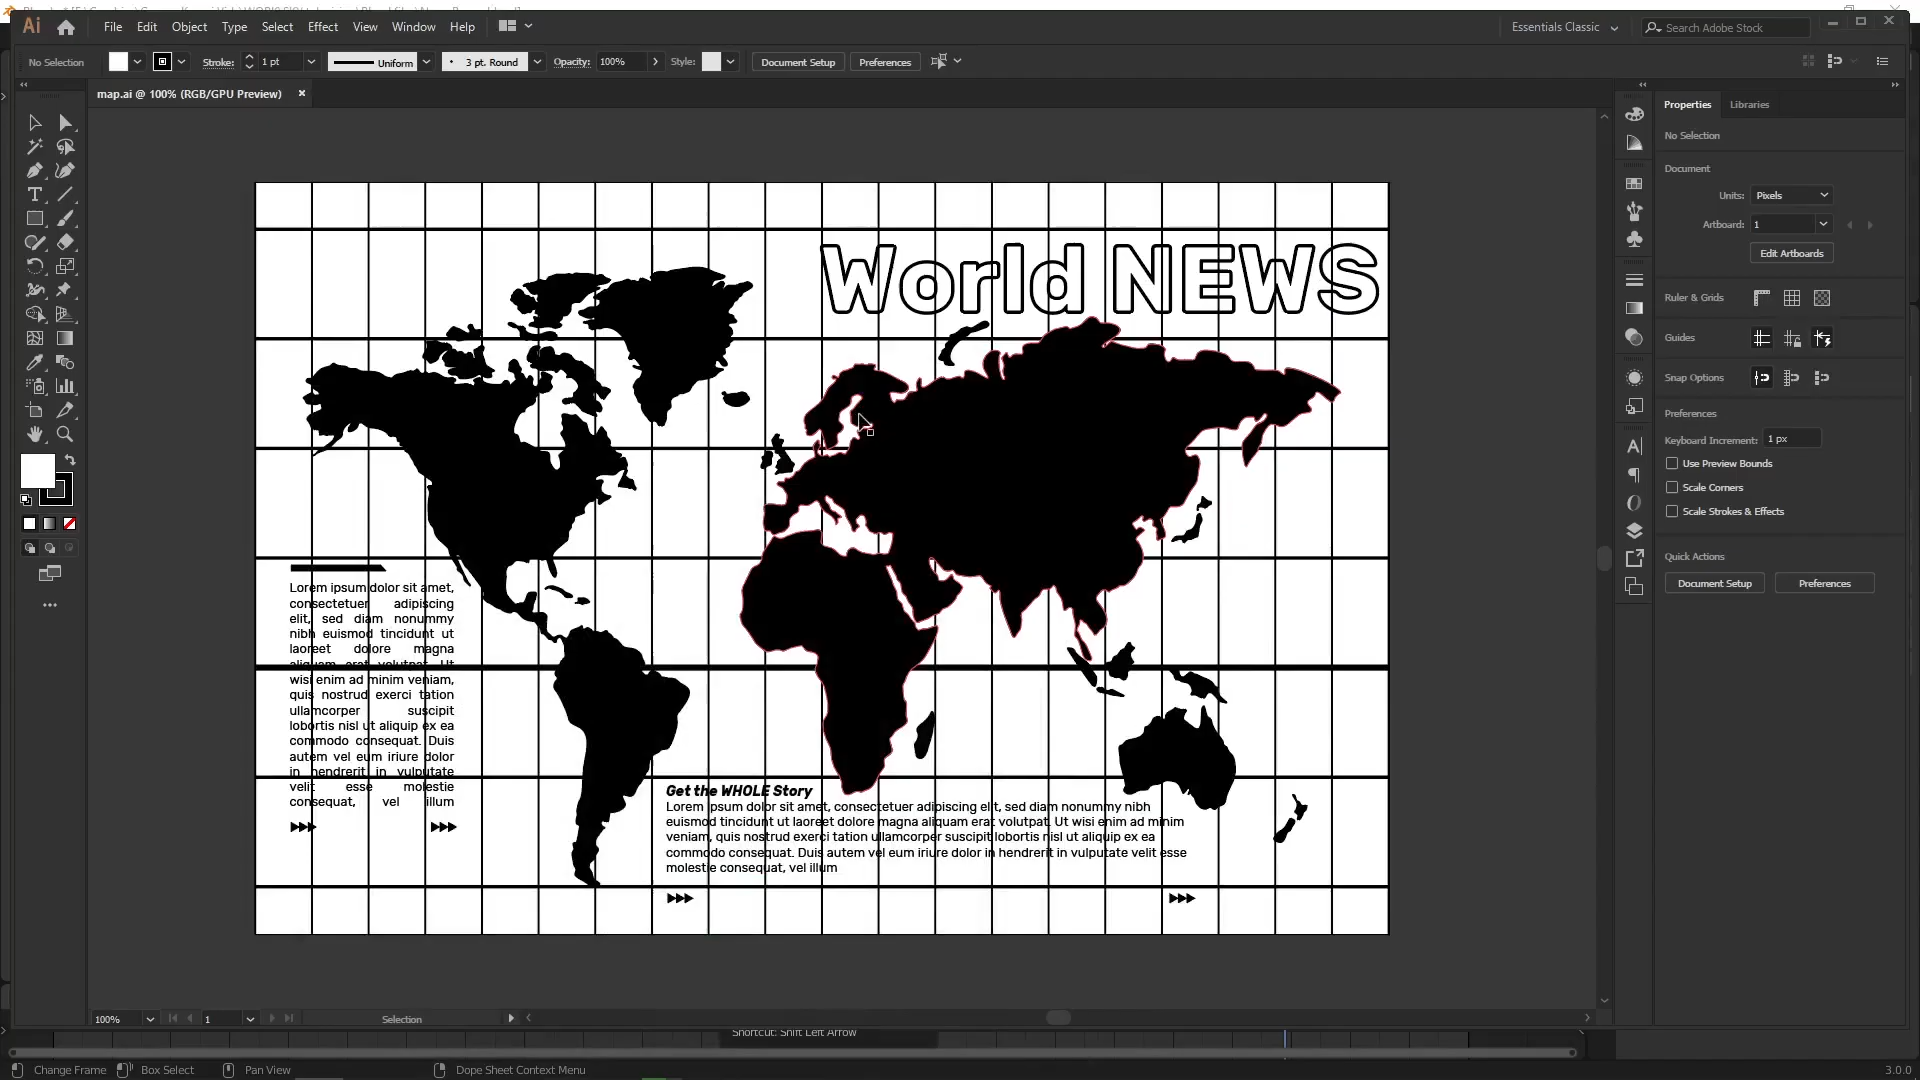 Ai
File Edit Object Type Select Effect View Window Help
Essentials Classic
Search Adobe Stock
No Selection
Stroke:
1 pt
Uniform
3 pt. Round
Opacity:
100%
Style:
Document Setup
Preferences
map.ai @ 100% (RGB/GPU Preview)
World NEWS
Lorem ipsum dolor sit amet,
consectetuer adipiscing
elit, sed diam nonummy
nibh euismod tincidunt ut
laoreet dolore magna
aliquam erat volutpat. Ut
wisi enim ad minim veniam,
quis nostrud exerci tation
ullamcorper suscipit
lobortis nisl ut aliquip ex ea
commodo consequat. Duis
autem vel eum iriure dolor
in hendrerit in vulputate
velit esse molestie
consequat, vel illum
Get the WHOLE Story
Lorem ipsum dolor sit amet, consectetuer adipiscing elit, sed diam nonummy nibh
euismod tincidunt ut laoreet dolore magna aliquam erat volutpat. Ut wisi enim ad minim
veniam, quis nostrud exerci tation ullamcorper suscipit lobortis nisl ut aliquip ex ea
commodo consequat. Duis autem vel eum iriure dolor in hendrerit in vulputate velit esse
molestie consequat, vel illum
Properties
Libraries
No Selection
Document
Units: Pixels
Artboard: 1
Edit Artboards
Ruler & Grids
Guides
Snap Options
Preferences
Keyboard Increment: 1 px
Use Preview Bounds
Scale Corners
Scale Strokes & Effects
Quick Actions
Document Setup
Preferences
100%
1
Selection
Shortcut: Shift Left Arrow
Change Frame
Box Select
Pan View
Dope Sheet Context Menu
3.0.0